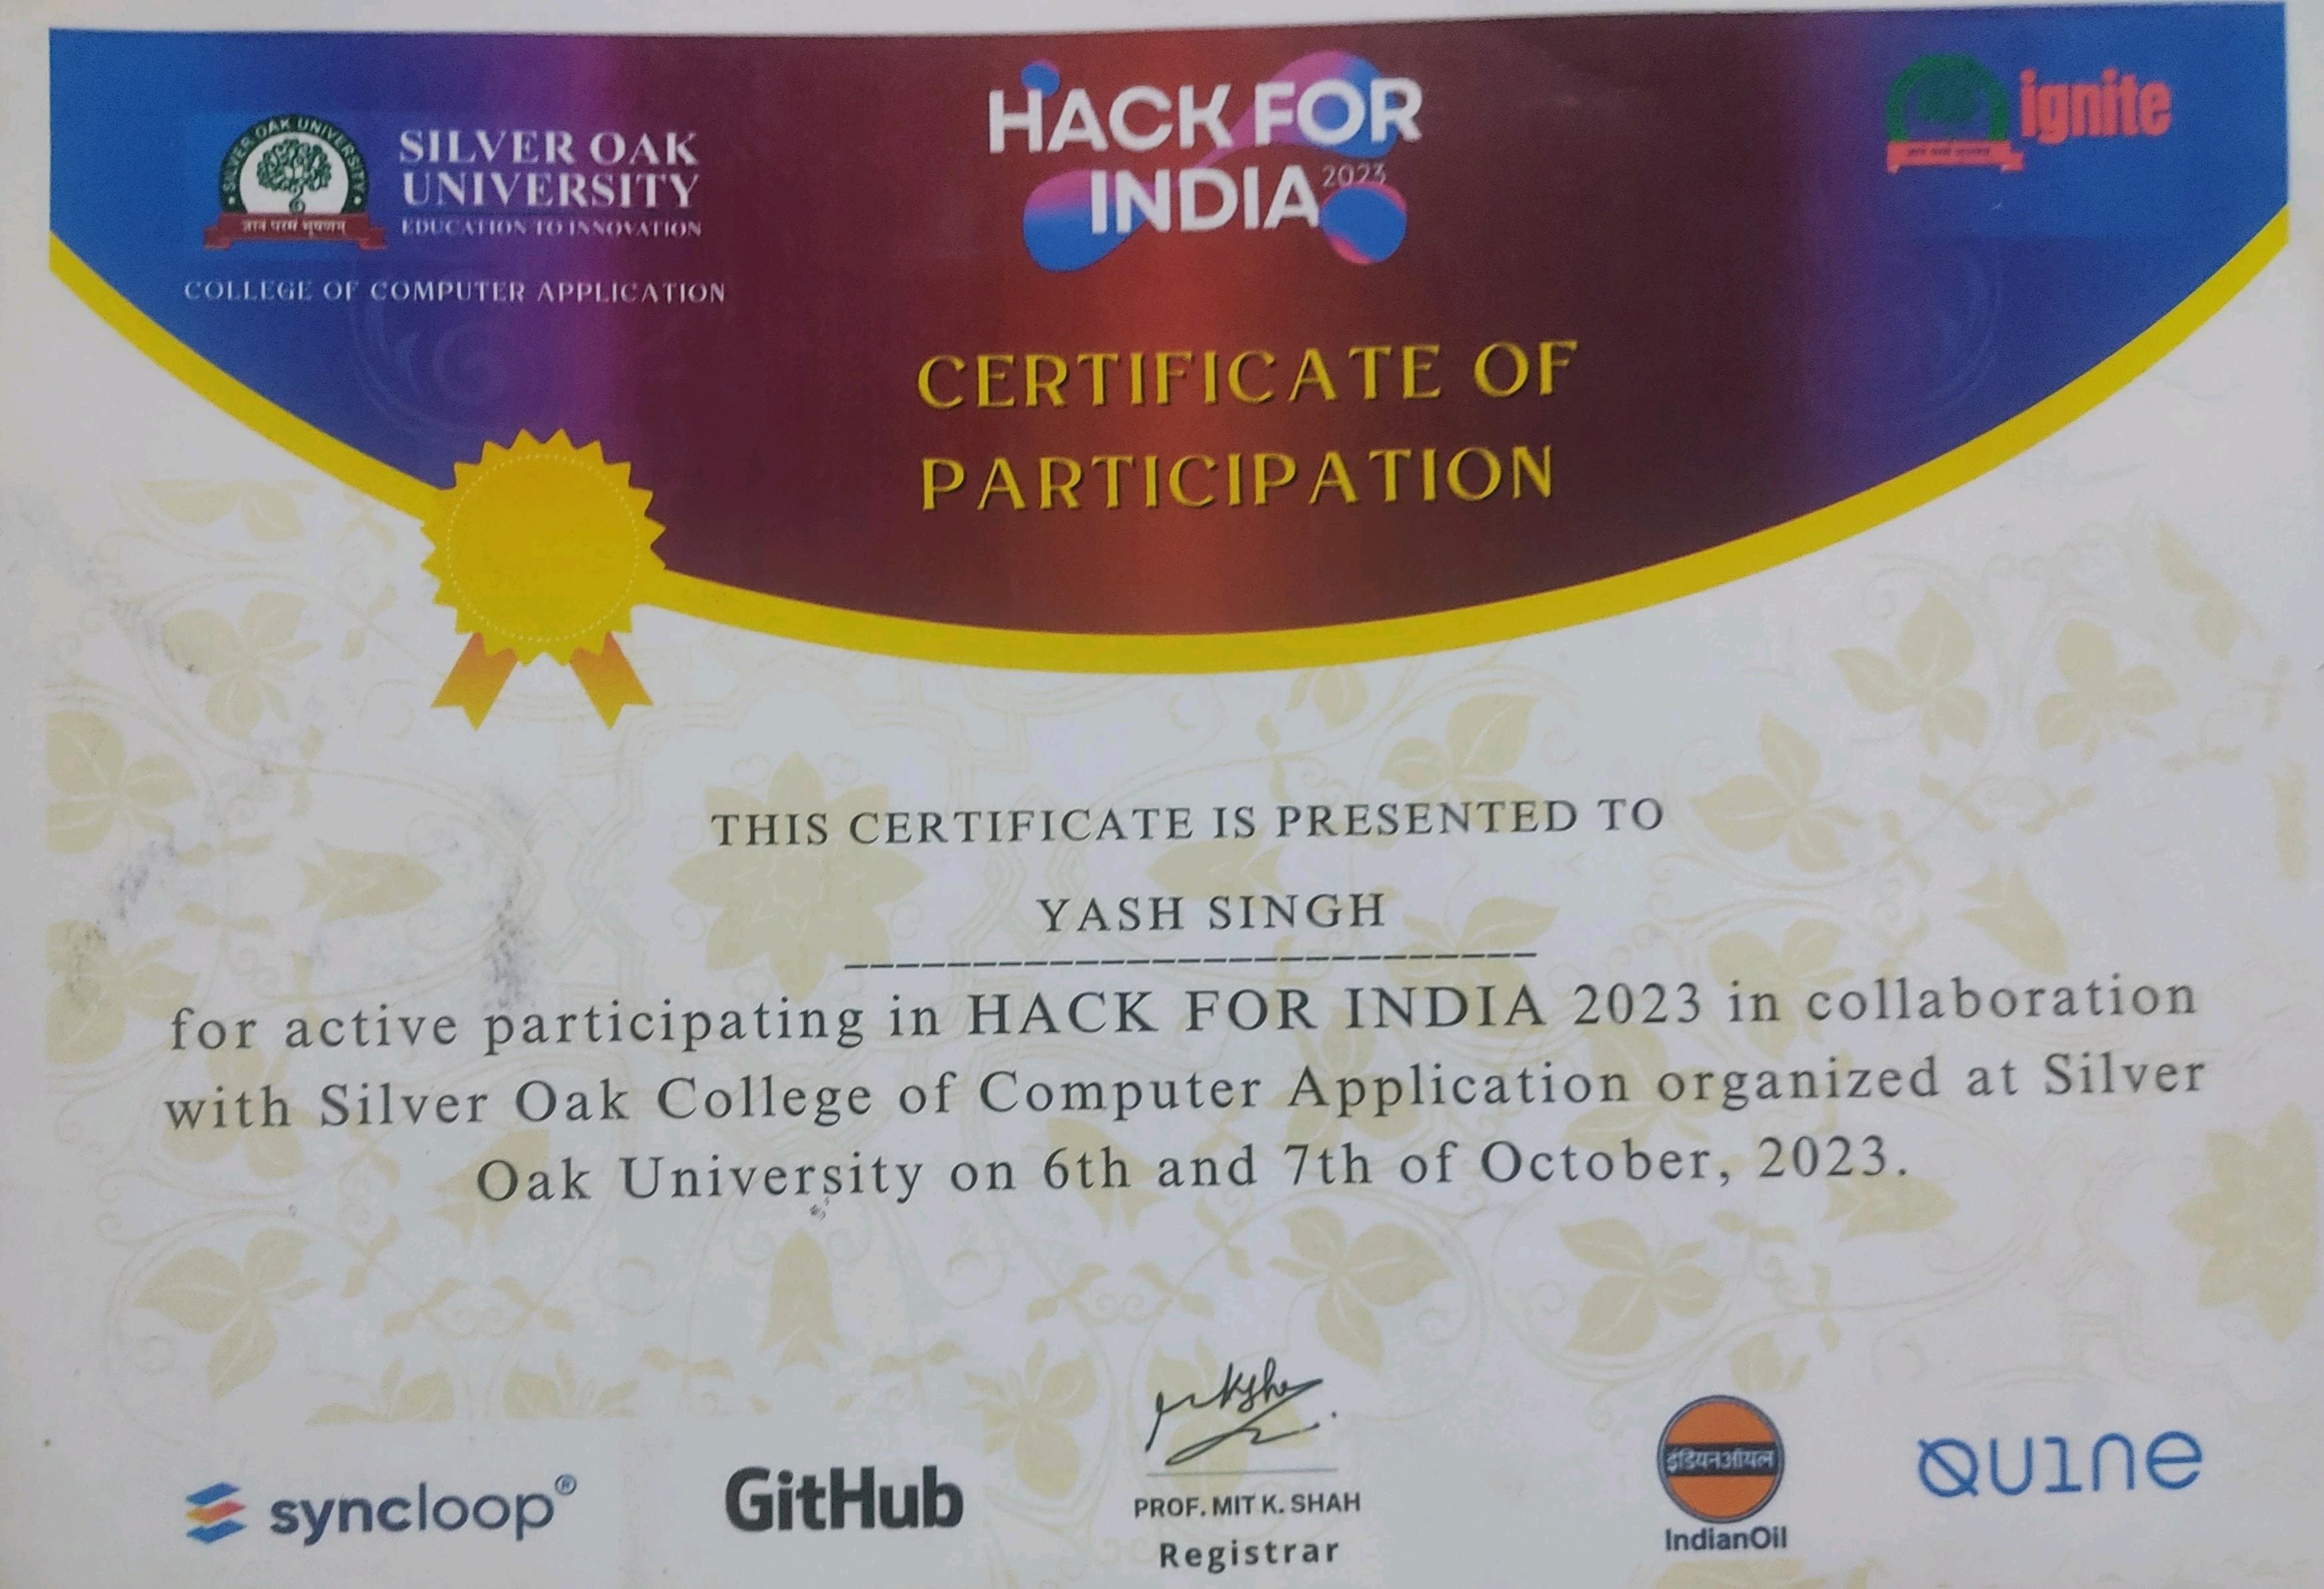 SILVER OAK UNIVERSITY
ज्ञान परम भूषणम्
SILVER OAK
UNIVERSITY
EDUCATION TO INNOVATION
COLLEGE OF COMPUTER APPLICATION
HACK FOR
INDIA 2023
ignite
CERTIFICATE OF
PARTICIPATION
THIS CERTIFICATE IS PRESENTED TO
YASH SINGH
for active participating in HACK FOR INDIA 2023 in collaboration
with Silver Oak College of Computer Application organized at Silver
Oak University on 6th and 7th of October, 2023.
syncloop®
GitHub
PROF. MIT K. SHAH
Registrar
इंडियनऑयल
IndianOil
QUINE